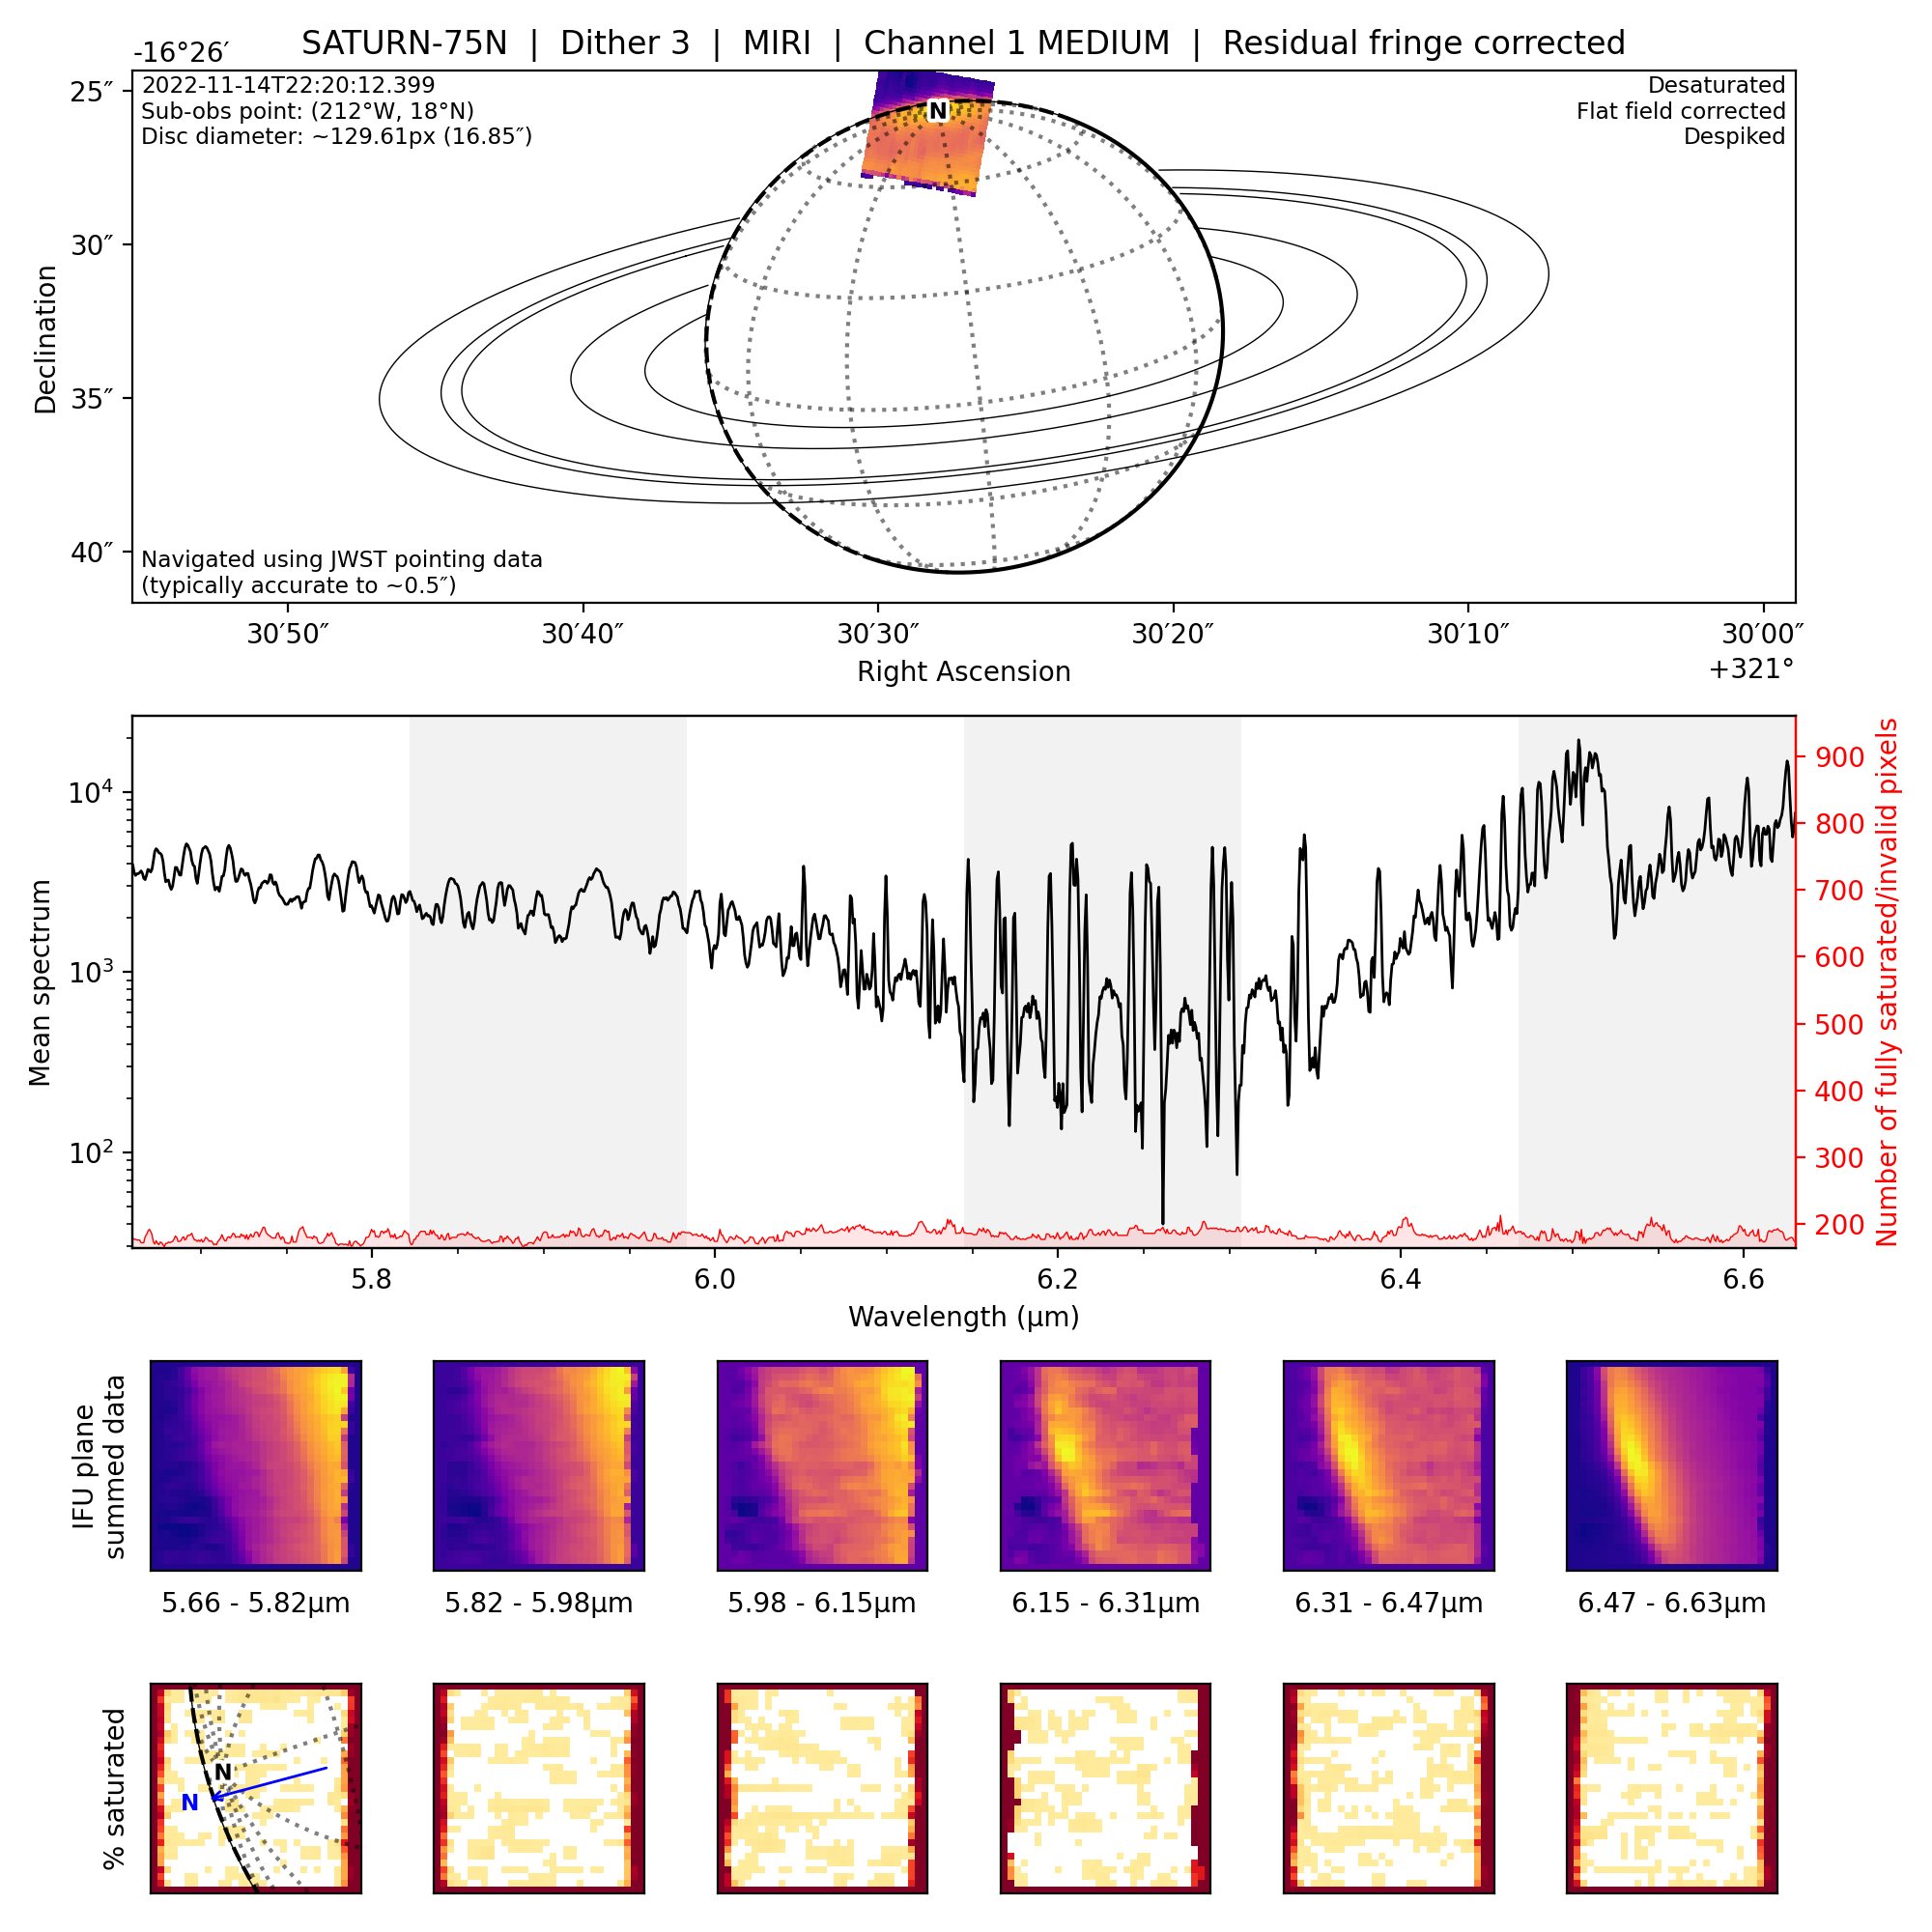 SATURN-75N | Dither 3 | MIRI | Channel 1 MEDIUM | Residual fringe corrected
-16°26′
2022-11-14T22:20:12.399
Sub-obs point: (212°W, 18°N)
Disc diameter: ~129.61px (16.85″)
Desaturated
Flat field corrected
Despiked
N
25″
30″
35″
40″
Declination
Navigated using JWST pointing data
(typically accurate to ~0.5″)
30′50″
30′40″
30′30″
30′20″
30′10″
30′00″
Right Ascension
+321°
10⁴
10³
10²
Mean spectrum
900
800
700
600
500
400
300
200
Number of fully saturated/invalid pixels
5.8
6.0
6.2
6.4
6.6
Wavelength (µm)
IFU plane
summed data
5.66 - 5.82µm
5.82 - 5.98µm
5.98 - 6.15µm
6.15 - 6.31µm
6.31 - 6.47µm
6.47 - 6.63µm
% saturated
N
N